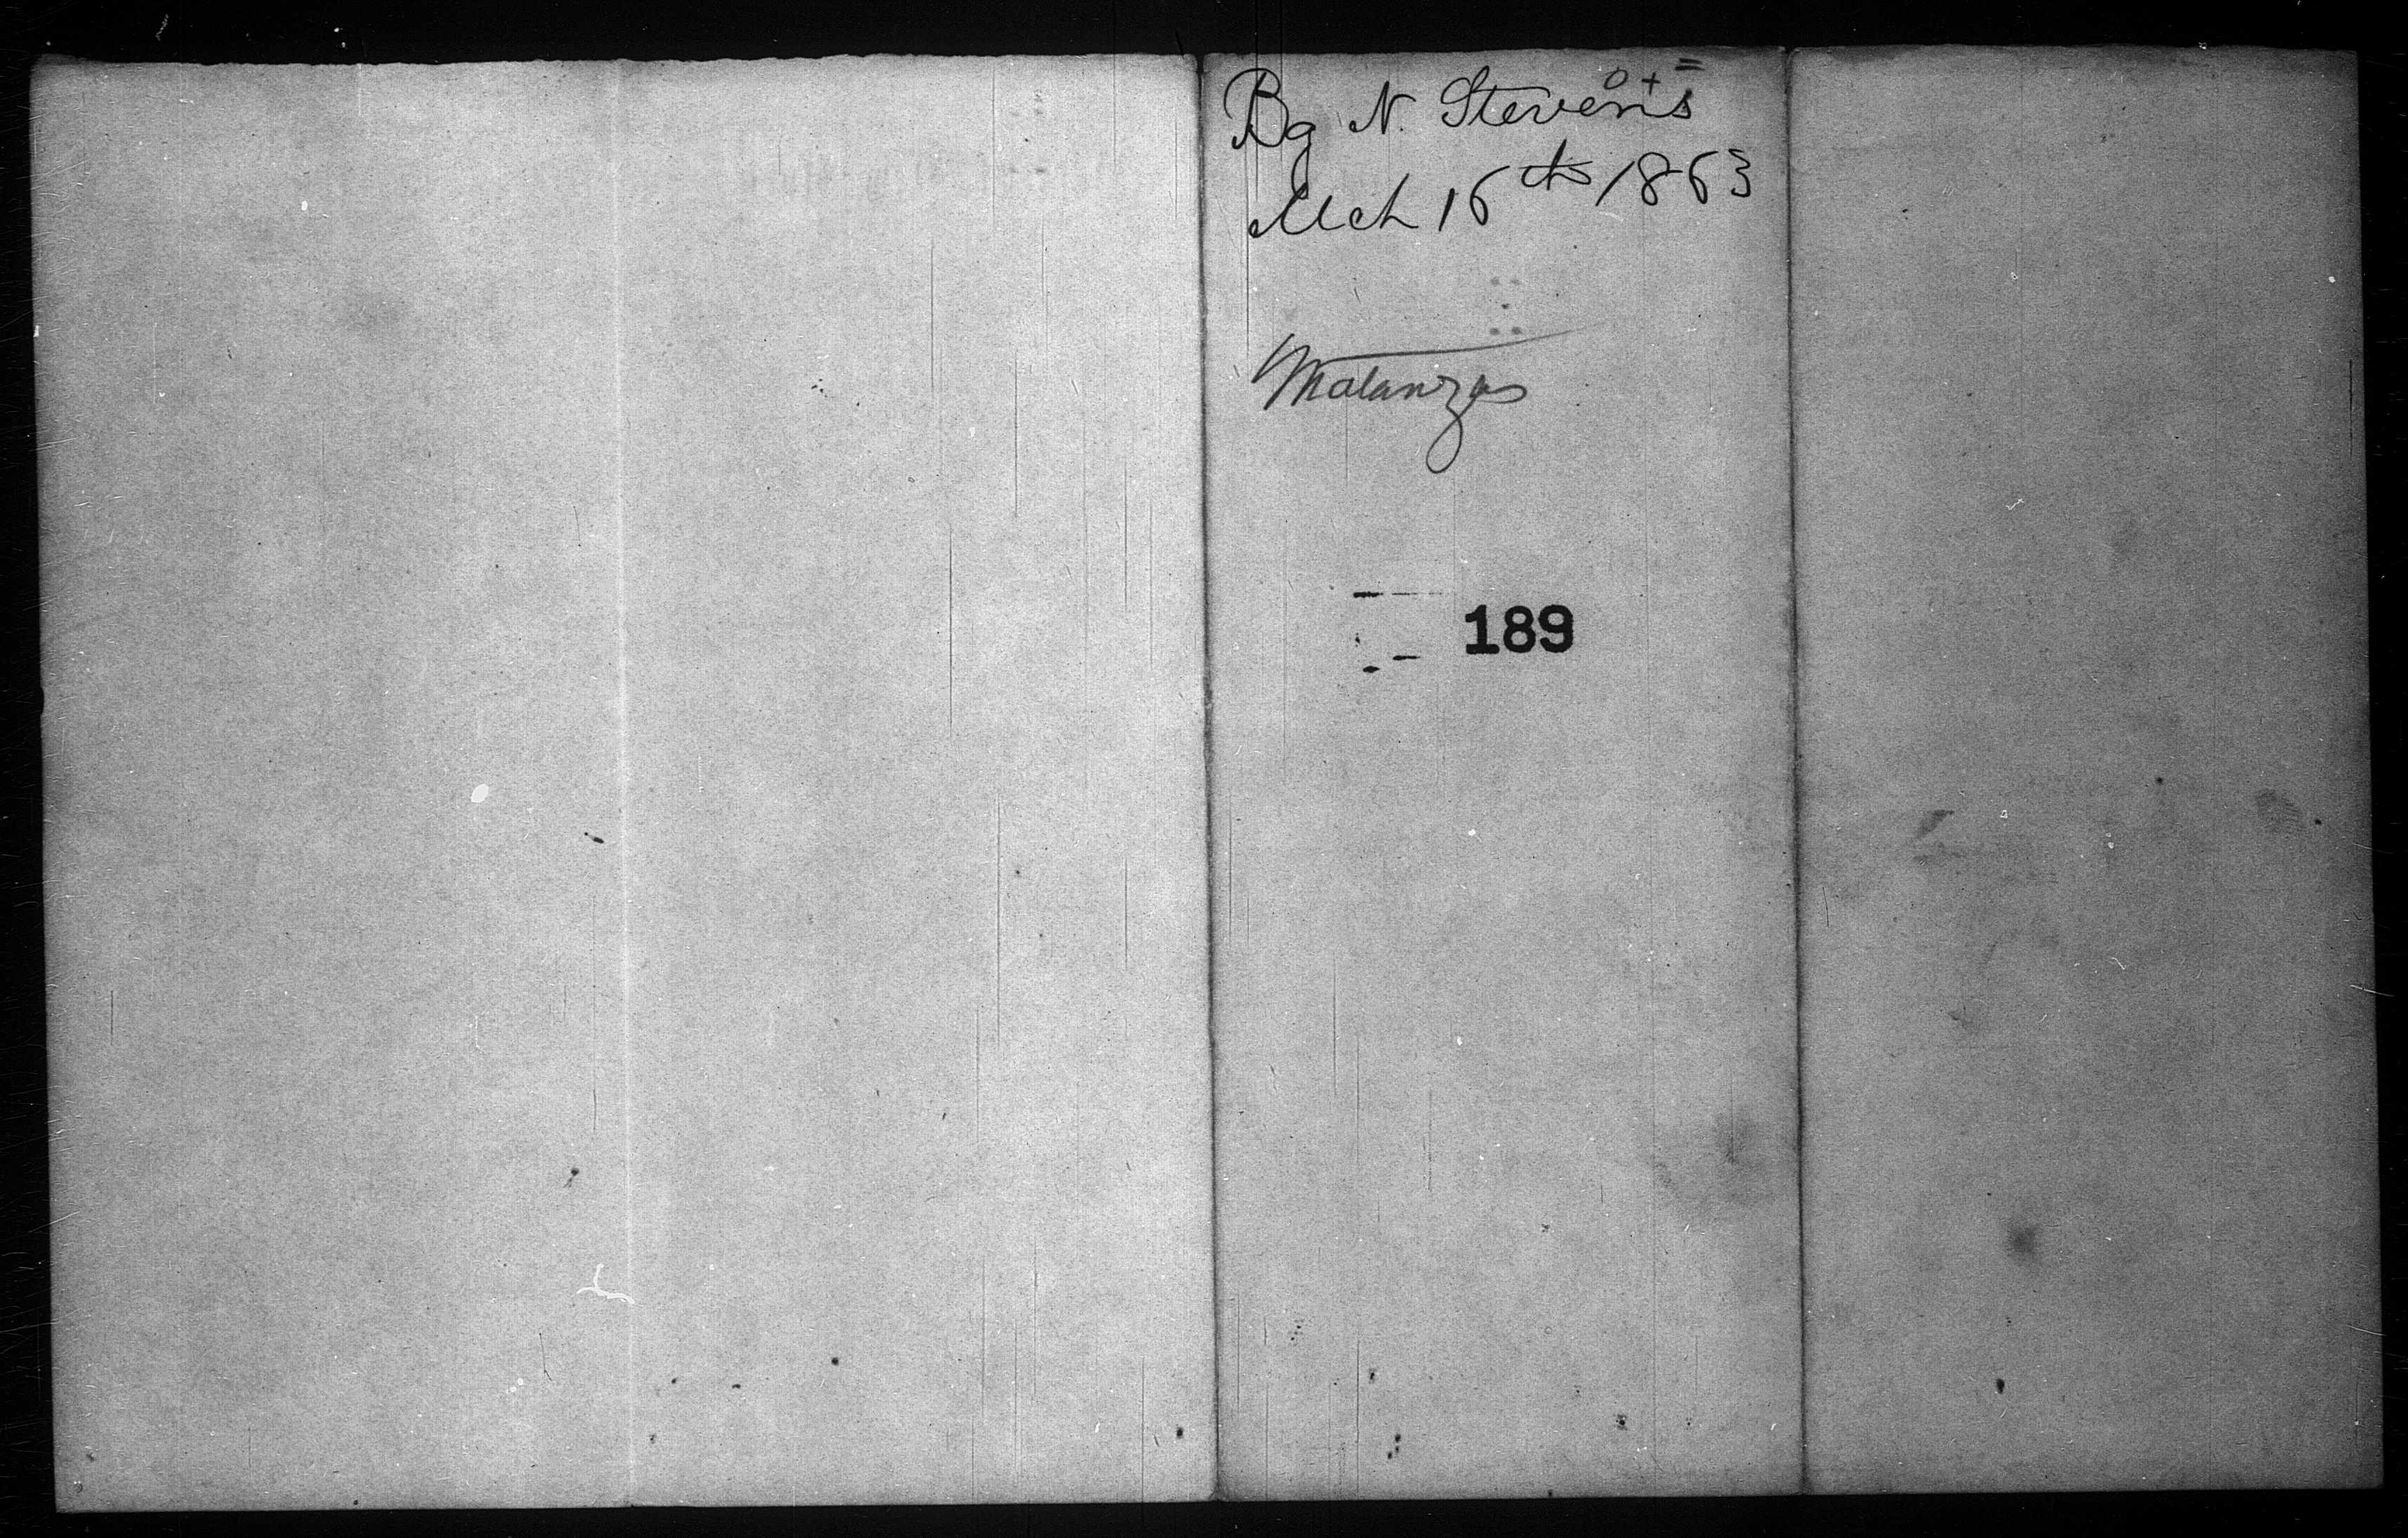 o + =
Bg N. Stevens
Mch 16th 1863
Matanzas
189